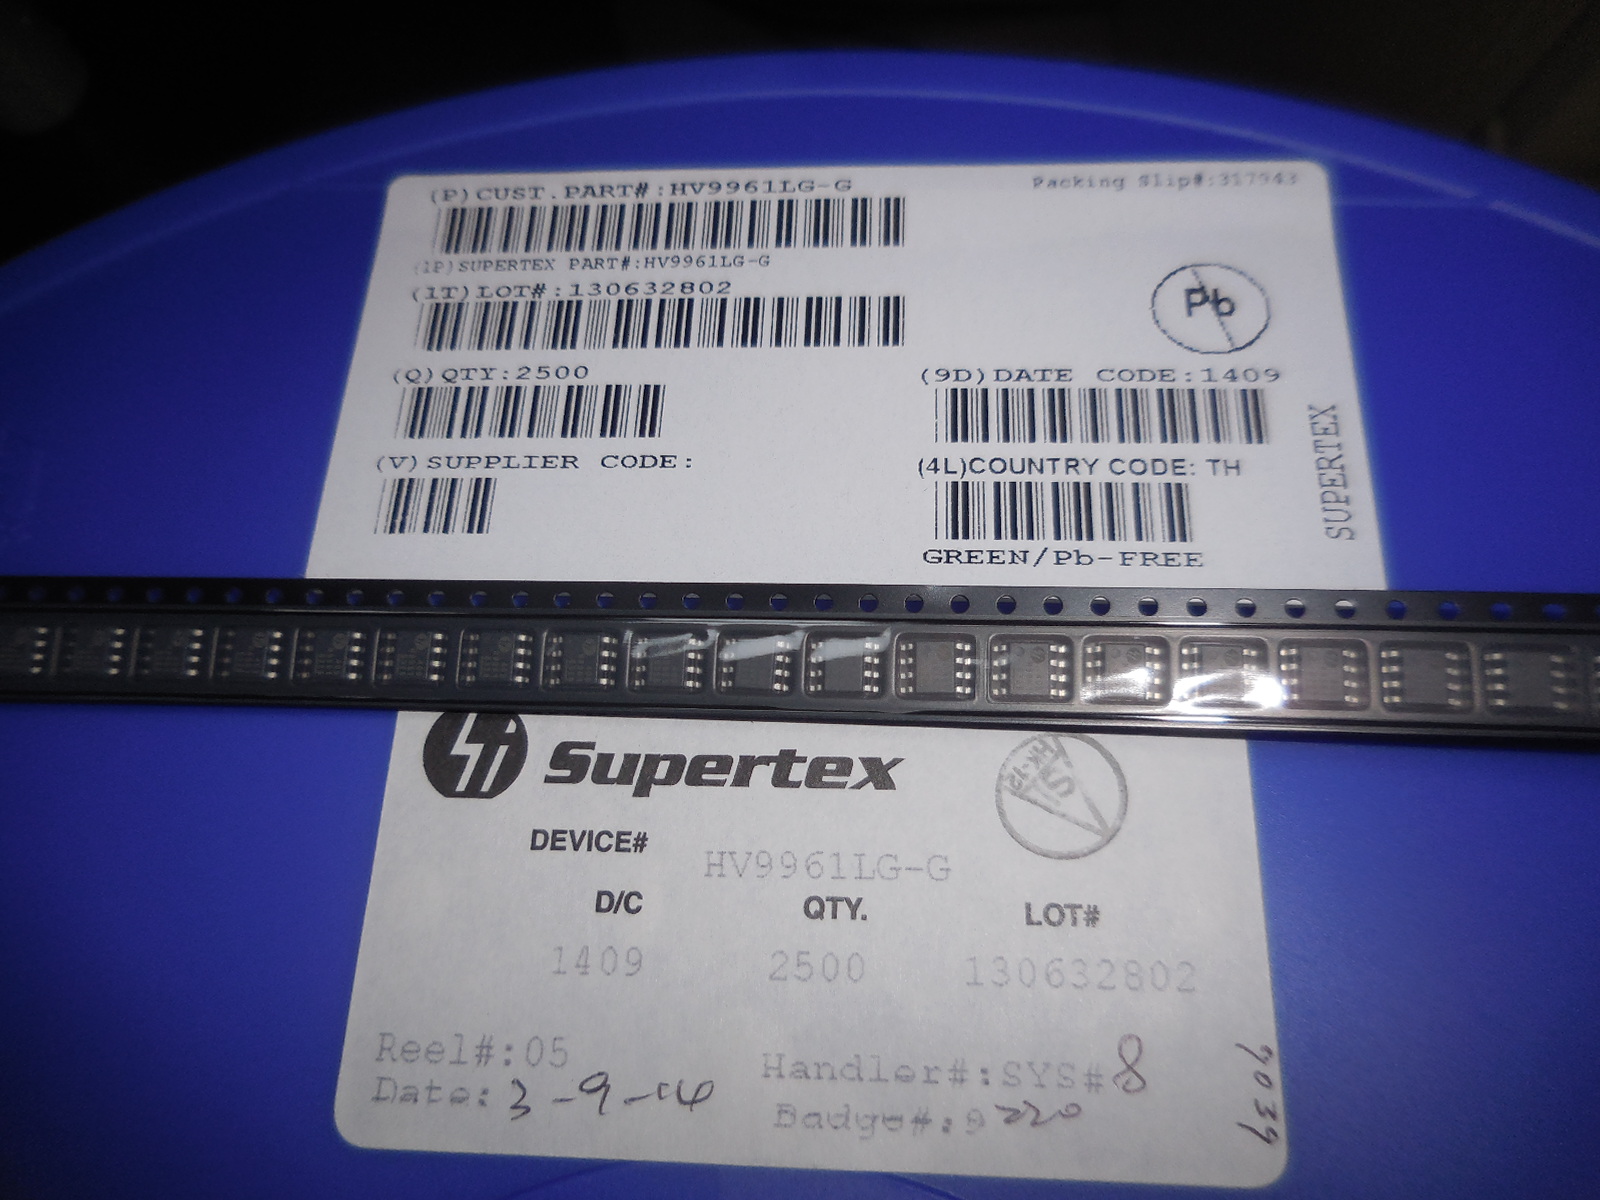 (P)CUST.PART#:HV9961LG-G
Packing Slip#:317943
(1P)SUPERTEX PART#:HV9961LG-G
(1T)LOT#:130632802
Pb
(Q)QTY:2500
(9D)DATE CODE:1409
(V)SUPPLIER CODE:
(4L)COUNTRY CODE: TH
SUPERTEX
GREEN/Pb-FREE
Supertex
HK-12
DEVICE#
HV9961LG-G
D/C
QTY.
LOT#
1409
2500
130632802
Reel#:05
Handler#:SYS#8
Date: 3-9-14
Badge#:9220
7039